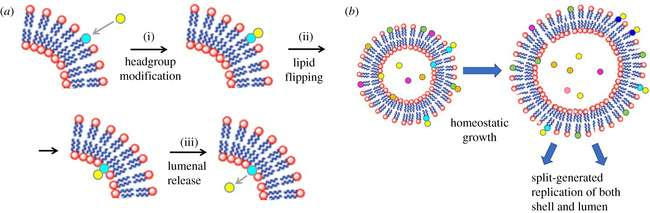 (a)
(i)
headgroup
modification
(ii)
lipid
flipping
(iii)
lumenal
release
(b)
homeostatic
growth
split-generated
replication of both
shell and lumen